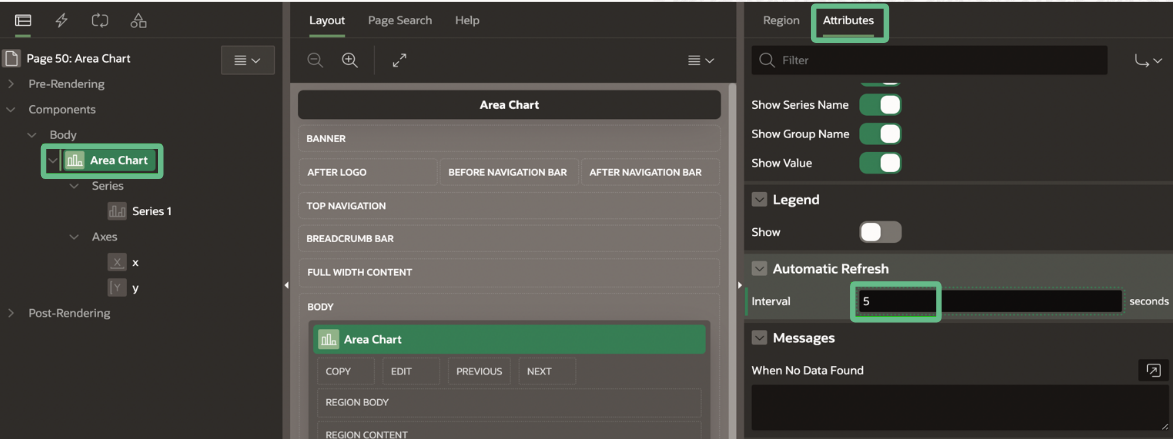 Page 50: Area Chart
Pre-Rendering
Components
Body
Area Chart
Series
Series 1
Axes
X x
Y y
Post-Rendering
Layout Page Search Help
Area Chart
BANNER
AFTER LOGO BEFORE NAVIGATION BAR AFTER NAVIGATION BAR
TOP NAVIGATION
BREADCRUMB BAR
FULL WIDTH CONTENT
BODY
Area Chart
COPY EDIT PREVIOUS NEXT
REGION BODY
REGION CONTENT
Region Attributes
Filter
Show Series Name
Show Group Name
Show Value
Legend
Show
Automatic Refresh
Interval 5 seconds
Messages
When No Data Found